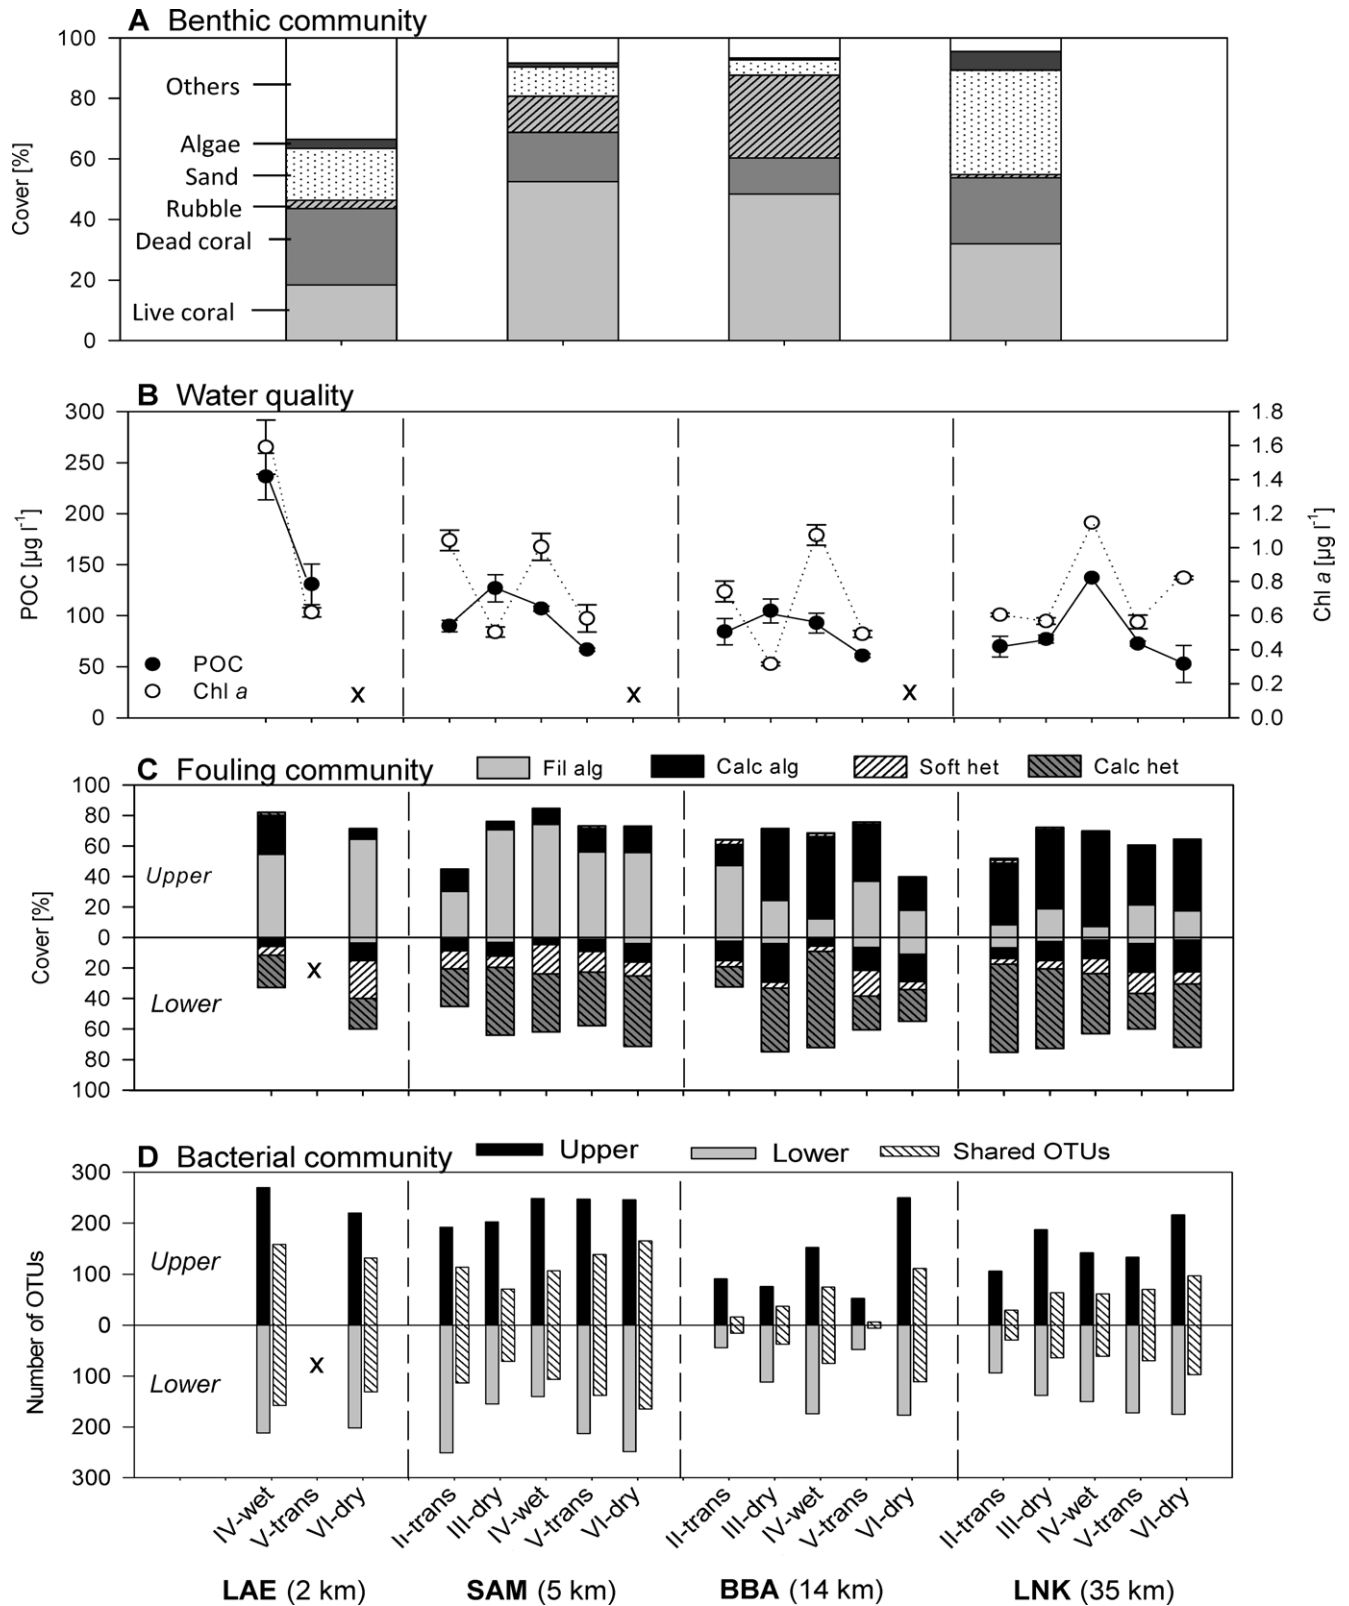 A Benthic community
100
80
60
40
20
0
Cover [%]
Others
Algae
Sand
Rubble
Dead coral
Live coral
B Water quality
300
250
200
150
100
50
0
POC [µg l-1]
1.8
1.6
1.4
1.2
1.0
0.8
0.6
0.4
0.2
0.0
Chl a [µg l-1]
POC
Chl a
x
x
x
C Fouling community
Fil alg
Calc alg
Soft het
Calc het
100
80
60
40
20
0
20
40
60
80
100
Cover [%]
Upper
Lower
x
D Bacterial community
Upper
Lower
Shared OTUs
300
200
100
0
100
200
300
Number of OTUs
Upper
Lower
x
IV-wet
V-trans
VI-dry
II-trans
III-dry
IV-wet
V-trans
VI-dry
II-trans
III-dry
IV-wet
V-trans
VI-dry
II-trans
III-dry
IV-wet
V-trans
VI-dry
LAE (2 km)
SAM (5 km)
BBA (14 km)
LNK (35 km)